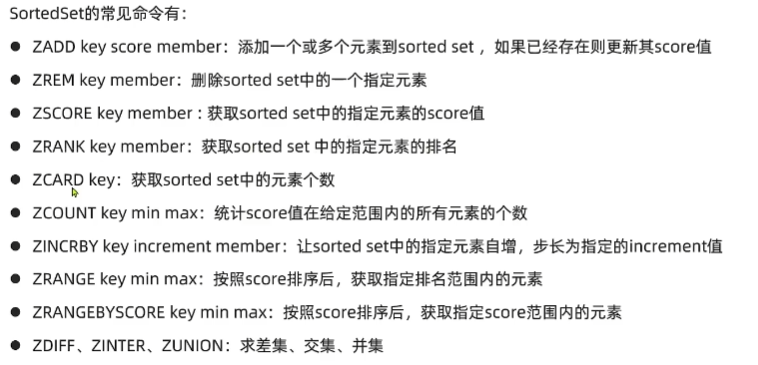 SortedSet的常见命令有：
● ZADD key score member：添加一个或多个元素到sorted set ，如果已经存在则更新其score值
● ZREM key member：删除sorted set中的一个指定元素
● ZSCORE key member : 获取sorted set中的指定元素的score值
● ZRANK key member：获取sorted set 中的指定元素的排名
● ZCARD key：获取sorted set中的元素个数
● ZCOUNT key min max：统计score值在给定范围内的所有元素的个数
● ZINCRBY key increment member：让sorted set中的指定元素自增，步长为指定的increment值
● ZRANGE key min max：按照score排序后，获取指定排名范围内的元素
● ZRANGEBYSCORE key min max：按照score排序后，获取指定score范围内的元素
● ZDIFF、ZINTER、ZUNION：求差集、交集、并集